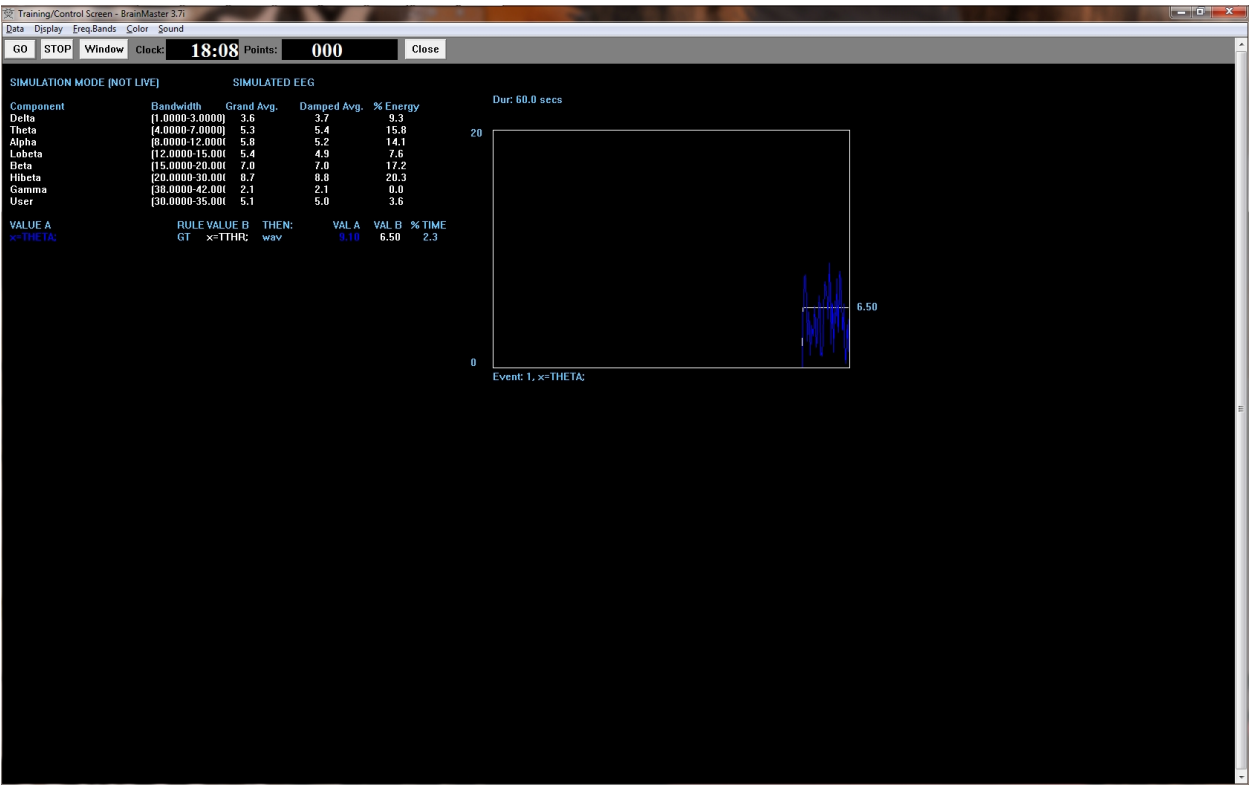 Training/Control Screen - BrainMaster 3.7i
Data Display Freq.Bands Color Sound
GO STOP Window Clock: 18:08 Points: 000 Close
SIMULATION MODE (NOT LIVE) SIMULATED EEG
Dur: 60.0 secs
Component Bandwidth Grand Avg. Damped Avg. % Energy
Delta (1.0000-3.0000) 3.6 3.7 9.3
Theta (4.0000-7.0000) 5.3 5.4 15.8
Alpha (8.0000-12.000( 5.8 5.2 14.1
Lobeta (12.0000-15.00( 5.4 4.9 7.6
Beta (15.0000-20.00( 7.0 7.0 17.2
Hibeta (20.0000-30.00( 8.7 8.8 20.3
Gamma (38.0000-42.00( 2.1 2.1 0.0
User (30.0000-35.00( 5.1 5.0 3.6
VALUE A RULE VALUE B THEN: VAL A VAL B % TIME
x=THETA; GT x=TTHR; wav 9.10 6.50 2.3
20
6.50
0
Event: 1, x=THETA;